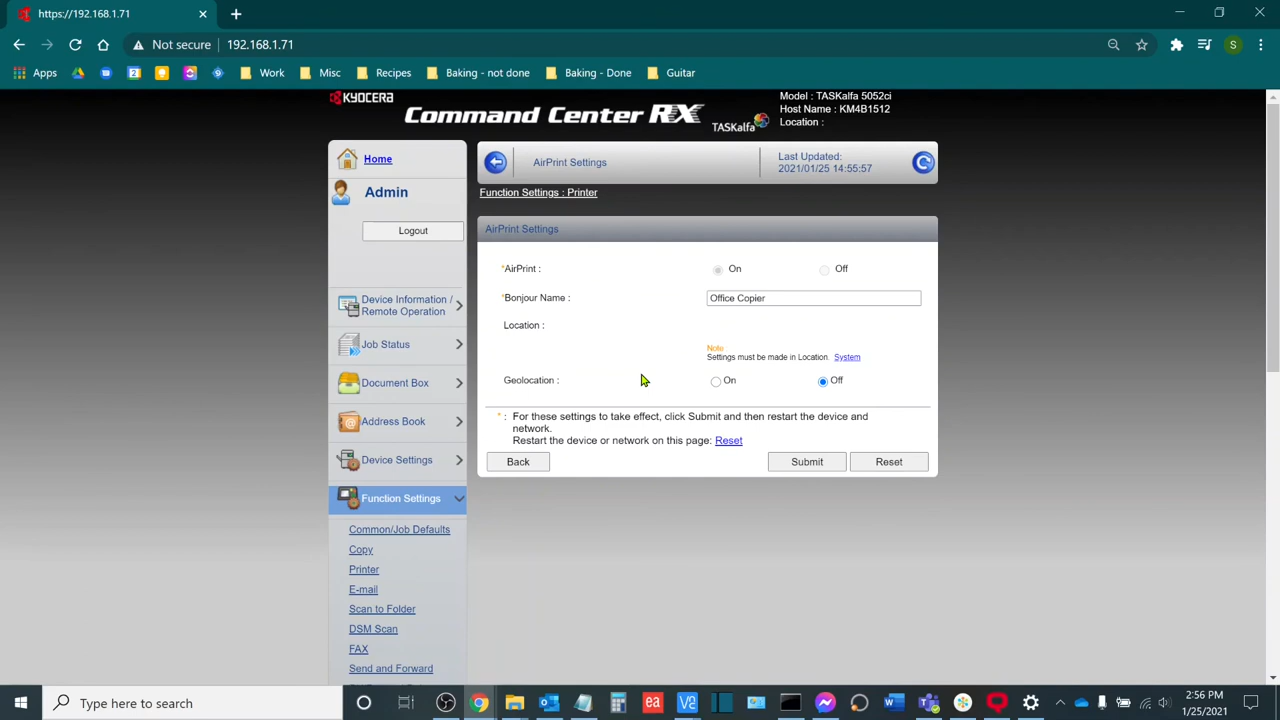 https://192.168.1.71
Not secure
192.168.1.71
Apps
Work
Misc
Recipes
Baking - not done
Baking - Done
Guitar
S
KYOCERA
Command Center RX
TASKalfa
Model : TASKalfa 5052ci
Host Name : KM4B1512
Location :
Home
Admin
Logout
Device Information /
Remote Operation
Job Status
Document Box
Address Book
Device Settings
Function Settings
Common/Job Defaults
Copy
Printer
E-mail
Scan to Folder
DSM Scan
FAX
Send and Forward
AirPrint Settings
Last Updated:
2021/01/25 14:55:57
Function Settings : Printer
AirPrint Settings
*AirPrint :
On
Off
*Bonjour Name :
Office Copier
Location :
Note
Settings must be made in Location. System
Geolocation :
On
Off
* : For these settings to take effect, click Submit and then restart the device and
network.
Restart the device or network on this page: Reset
Back
Submit
Reset
Type here to search
ea
2:56 PM
1/25/2021